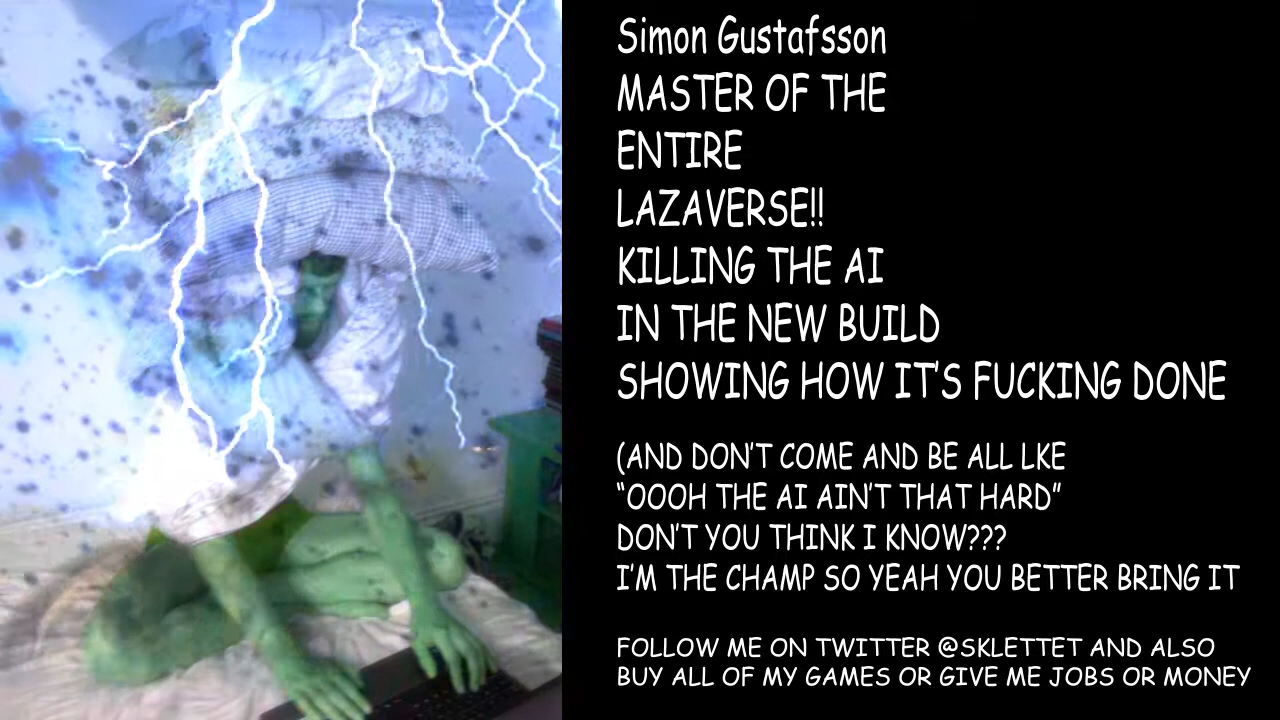 Simon Gustafsson
MASTER OF THE
ENTIRE
LAZAVERSE!!
KILLING THE AI
IN THE NEW BUILD
SHOWING HOW IT'S FUCKING DONE
(AND DON'T COME AND BE ALL LKE
“OOOH THE AI AIN'T THAT HARD”
DON'T YOU THINK I KNOW???
I'M THE CHAMP SO YEAH YOU BETTER BRING IT
FOLLOW ME ON TWITTER @SKLETTET AND ALSO
BUY ALL OF MY GAMES OR GIVE ME JOBS OR MONEY